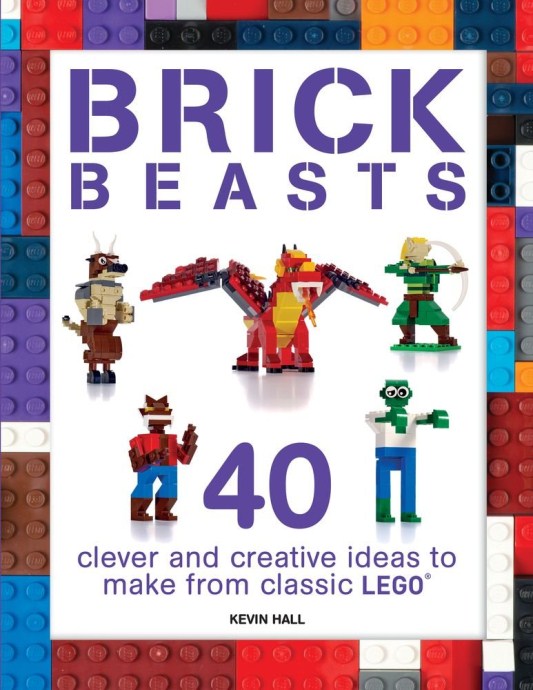 BRICK
BEASTS
40
clever and creative ideas to
make from classic LEGO®
KEVIN HALL